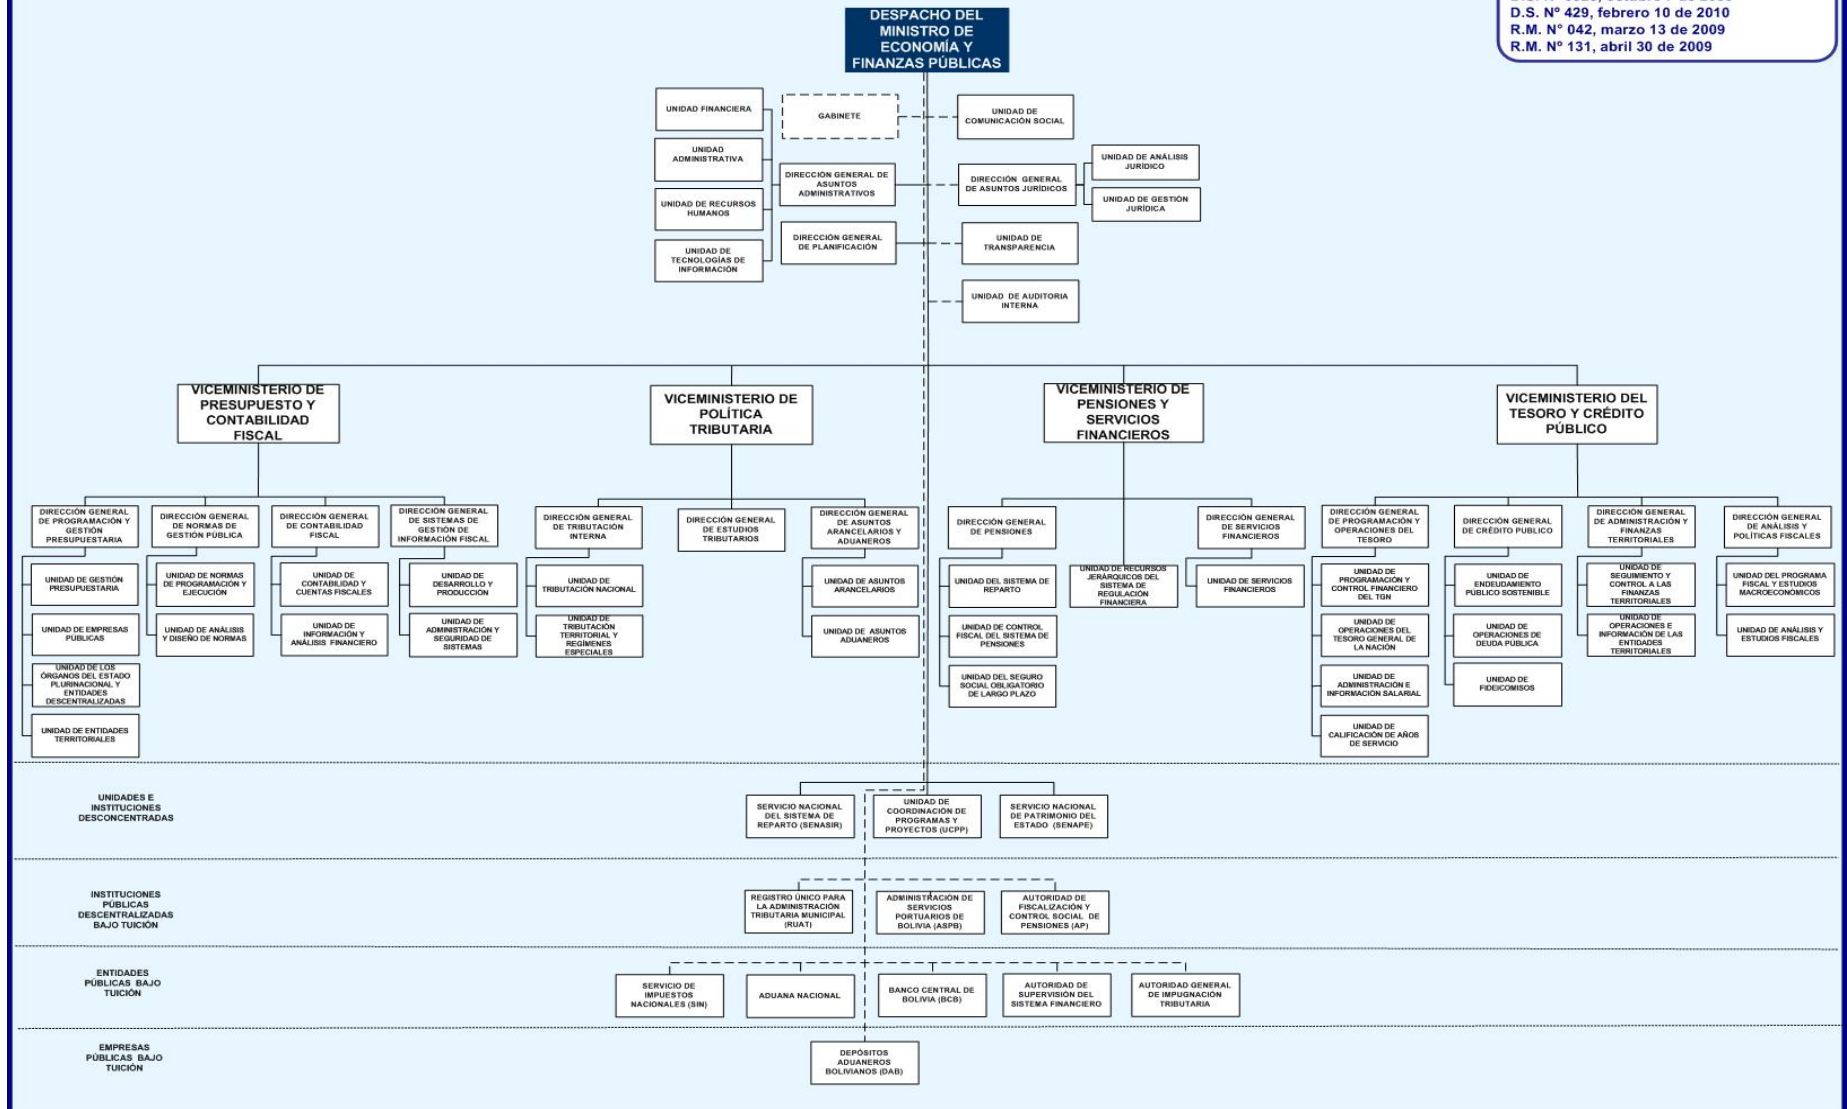 DESPACHO DEL
MINISTRO DE
ECONOMÍA Y
FINANZAS PÚBLICAS
D.S. Nº 429, febrero 10 de 2010
R.M. N° 042, marzo 13 de 2009
R.M. Nº 131, abril 30 de 2009
UNIDAD FINANCIERA
GABINETE
UNIDAD DE
COMUNICACIÓN SOCIAL
UNIDAD
ADMINISTRATIVA
DIRECCIÓN GENERAL DE
ASUNTOS
ADMINISTRATIVOS
DIRECCIÓN GENERAL
DE ASUNTOS JURÍDICOS
UNIDAD DE ANÁLISIS
JURÍDICO
UNIDAD DE GESTIÓN
JURÍDICA
UNIDAD DE RECURSOS
HUMANOS
DIRECCIÓN GENERAL
DE PLANIFICACIÓN
UNIDAD DE
TRANSPARENCIA
UNIDAD DE
TECNOLOGÍAS DE
INFORMACIÓN
UNIDAD DE AUDITORIA
INTERNA
VICEMINISTERIO DE
PRESUPUESTO Y
CONTABILIDAD
FISCAL
VICEMINISTERIO DE
POLÍTICA
TRIBUTARIA
VICEMINISTERIO DE
PENSIONES Y
SERVICIOS
FINANCIEROS
VICEMINISTERIO DEL
TESORO Y CRÉDITO
PÚBLICO
DIRECCIÓN GENERAL
DE PROGRAMACIÓN Y
GESTIÓN
PRESUPUESTARIA
DIRECCIÓN GENERAL
DE NORMAS DE
GESTIÓN PÚBLICA
DIRECCIÓN GENERAL
DE CONTABILIDAD
FISCAL
DIRECCIÓN GENERAL
DE SISTEMAS DE
GESTIÓN DE
INFORMACIÓN FISCAL
DIRECCIÓN GENERAL
DE TRIBUTACIÓN
INTERNA
DIRECCIÓN GENERAL
DE ESTUDIOS
TRIBUTARIOS
DIRECCIÓN GENERAL
DE ASUNTOS
ARANCELARIOS Y
ADUANEROS
DIRECCIÓN GENERAL
DE PENSIONES
DIRECCIÓN GENERAL
DE SERVICIOS
FINANCIEROS
DIRECCIÓN GENERAL
DE PROGRAMACIÓN Y
OPERACIONES DEL
TESORO
DIRECCIÓN GENERAL
DE CRÉDITO PUBLICO
DIRECCIÓN GENERAL
DE ADMINISTRACIÓN Y
FINANZAS
TERRITORIALES
DIRECCIÓN GENERAL
DE ANÁLISIS Y
POLÍTICAS FISCALES
UNIDAD DE GESTIÓN
PRESUPUESTARIA
UNIDAD DE NORMAS
DE PROGRAMACIÓN Y
EJECUCIÓN
UNIDAD DE
CONTABILIDAD Y
CUENTAS FISCALES
UNIDAD DE
DESARROLLO Y
PRODUCCIÓN
UNIDAD DE
TRIBUTACIÓN NACIONAL
UNIDAD DE ASUNTOS
ARANCELARIOS
UNIDAD DEL SISTEMA DE
REPARTO
UNIDAD DE RECURSOS
JERÁRQUICOS DEL
SISTEMA DE
REGULACIÓN
FINANCIERA
UNIDAD DE SERVICIOS
FINANCIEROS
UNIDAD DE
PROGRAMACIÓN Y
CONTROL FINANCIERO
DEL TGN
UNIDAD DE
ENDEUDAMIENTO
PÚBLICO SOSTENIBLE
UNIDAD DE
SEGUIMIENTO Y
CONTROL A LAS
FINANZAS
TERRITORIALES
UNIDAD DEL PROGRAMA
FISCAL Y ESTUDIOS
MACROECONÓMICOS
UNIDAD DE EMPRESAS
PÚBLICAS
UNIDAD DE ANÁLISIS
Y DISEÑO DE NORMAS
UNIDAD DE
INFORMACIÓN Y
ANÁLISIS FINANCIERO
UNIDAD DE
ADMINISTRACIÓN Y
SEGURIDAD DE
SISTEMAS
UNIDAD DE
TRIBUTACIÓN
TERRITORIAL Y
REGÍMENES
ESPECIALES
UNIDAD DE ASUNTOS
ADUANEROS
UNIDAD DE CONTROL
FISCAL DEL SISTEMA DE
PENSIONES
UNIDAD DE
OPERACIONES DEL
TESORO GENERAL DE
LA NACIÓN
UNIDAD DE
OPERACIONES DE
DEUDA PÚBLICA
UNIDAD DE
OPERACIONES E
INFORMACIÓN DE LAS
ENTIDADES
TERRITORIALES
UNIDAD DE ANÁLISIS Y
ESTUDIOS FISCALES
UNIDAD DE LOS
ÓRGANOS DEL ESTADO
PLURINACIONAL Y
ENTIDADES
DESCENTRALIZADAS
UNIDAD DEL SEGURO
SOCIAL OBLIGATORIO
DE LARGO PLAZO
UNIDAD DE
ADMINISTRACIÓN E
INFORMACIÓN SALARIAL
UNIDAD DE
FIDEICOMISOS
UNIDAD DE ENTIDADES
TERRITORIALES
UNIDAD DE
CALIFICACIÓN DE AÑOS
DE SERVICIO
UNIDADES E
INSTITUCIONES
DESCONCENTRADAS
SERVICIO NACIONAL
DEL SISTEMA DE
REPARTO (SENASIR)
UNIDAD DE
COORDINACIÓN DE
PROGRAMAS Y
PROYECTOS (UCPP)
SERVICIO NACIONAL
DE PATRIMONIO DEL
ESTADO (SENAPE)
INSTITUCIONES
PÚBLICAS
DESCENTRALIZADAS
BAJO TUICIÓN
REGISTRO ÚNICO PARA
LA ADMINISTRACIÓN
TRIBUTARIA MUNICIPAL
(RUAT)
ADMINISTRACIÓN DE
SERVICIOS
PORTUARIOS DE
BOLIVIA (ASPB)
AUTORIDAD DE
FISCALIZACIÓN Y
CONTROL SOCIAL DE
PENSIONES (AP)
ENTIDADES
PÚBLICAS BAJO
TUICIÓN
SERVICIO DE
IMPUESTOS
NACIONALES (SIN)
ADUANA NACIONAL
BANCO CENTRAL DE
BOLIVIA (BCB)
AUTORIDAD DE
SUPERVISIÓN DEL
SISTEMA FINANCIERO
AUTORIDAD GENERAL
DE IMPUGNACIÓN
TRIBUTARIA
EMPRESAS
PÚBLICAS BAJO
TUICIÓN
DEPÓSITOS
ADUANEROS
BOLIVIANOS (DAB)